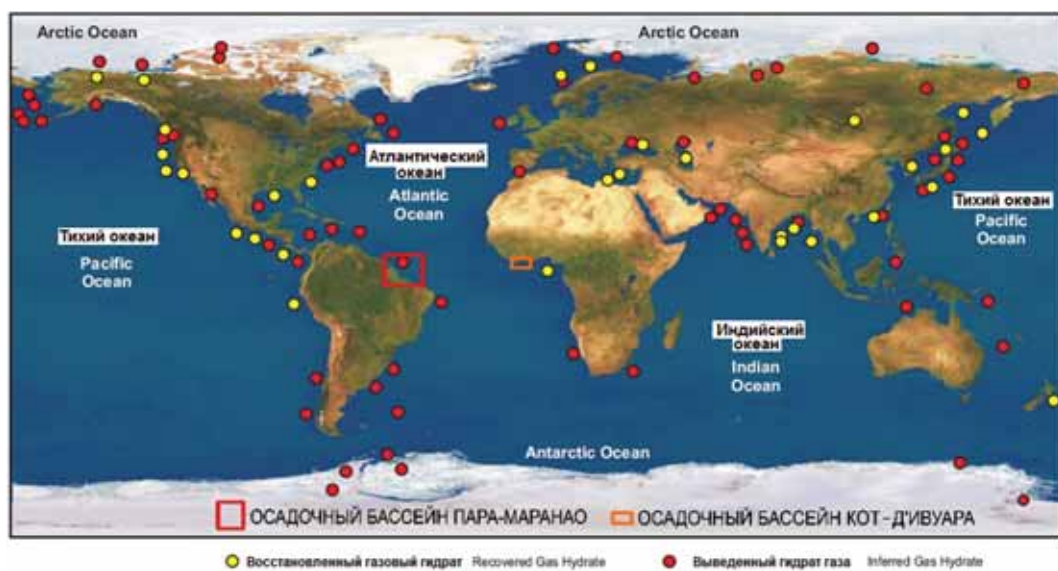 Arctic Ocean
Arctic Ocean
Атлантический
океан
Atlantic
Ocean
Тихий океан
Pacific
Ocean
Тихий океан
Pacific
Ocean
Индийский
океан
Indian
Ocean
Antarctic Ocean
ОСАДОЧНЫЙ БАССЕЙН ПАРА-МАРАНАО
ОСАДОЧНЫЙ БАССЕЙН КОТ-Д'ИВУАРА
Восстановленный газовый гидрат Recovered Gas Hydrate
Выведенный гидрат газа Inferred Gas Hydrate